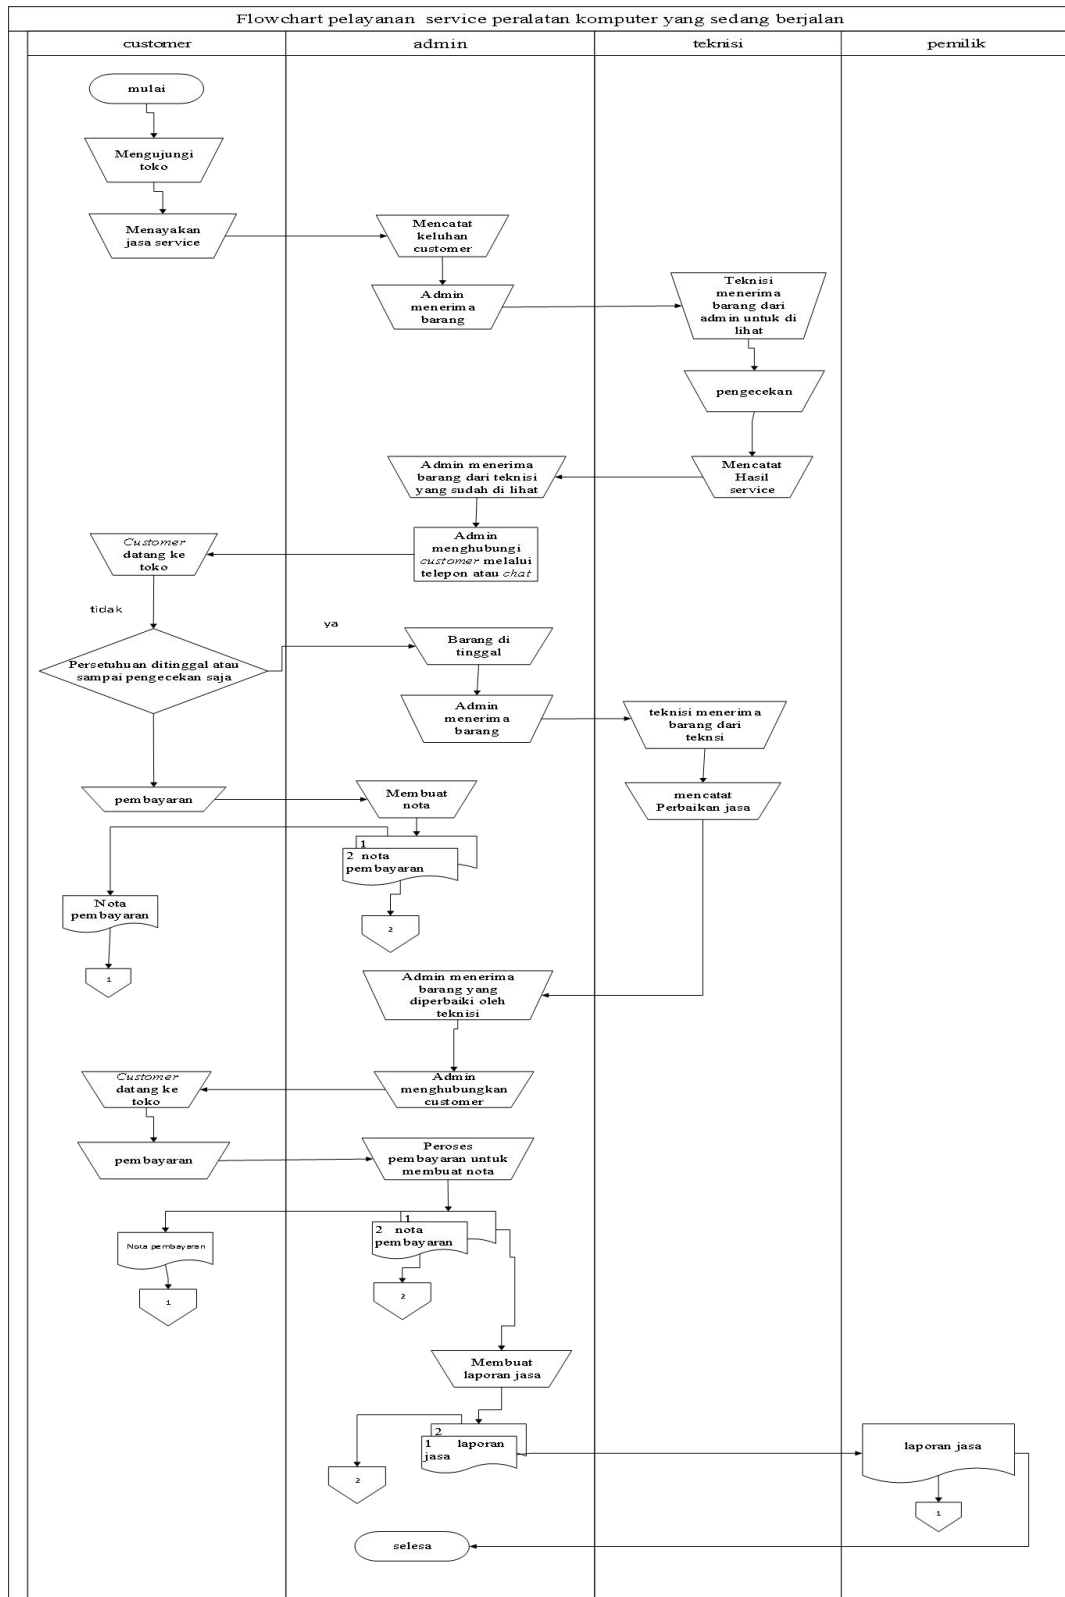 Flowchart pelayanan service peralatan komputer yang sedang berjalan
customer
admin
teknisi
pemilik
mulai
Mengujungi
toko
Menayakan
jasa service
Mencatat
keluhan
customer
Admin
menerima
barang
Teknisi
menerima
barang dari
admin untuk di
lihat
pengecekan
Mencatat
Hasil
service
Admin menerima
barang dari teknisi
yang sudah di lihat
Admin
menghubungi
customer melalui
telepon atau chat
Customer
datang ke
toko
tidak
ya
Persetuhuan ditinggal atau
sampai pengecekan saja
Barang di
tinggal
Admin
menerima
barang
teknisi menerima
barang dari
teknsi
mencatat
Perbaikan jasa
pembayaran
Membuat
nota
1
2 nota
pembayaran
2
Nota
pembayaran
1
Admin menerima
barang yang
diperbaiki oleh
teknisi
Admin
menghubungkan
customer
Customer
datang ke
toko
pembayaran
Peroses
pembayaran untuk
membuat nota
1
2 nota
pembayaran
2
Nota pembayaran
1
Membuat
laporan jasa
2
1 laporan
jasa
2
laporan jasa
1
selesa